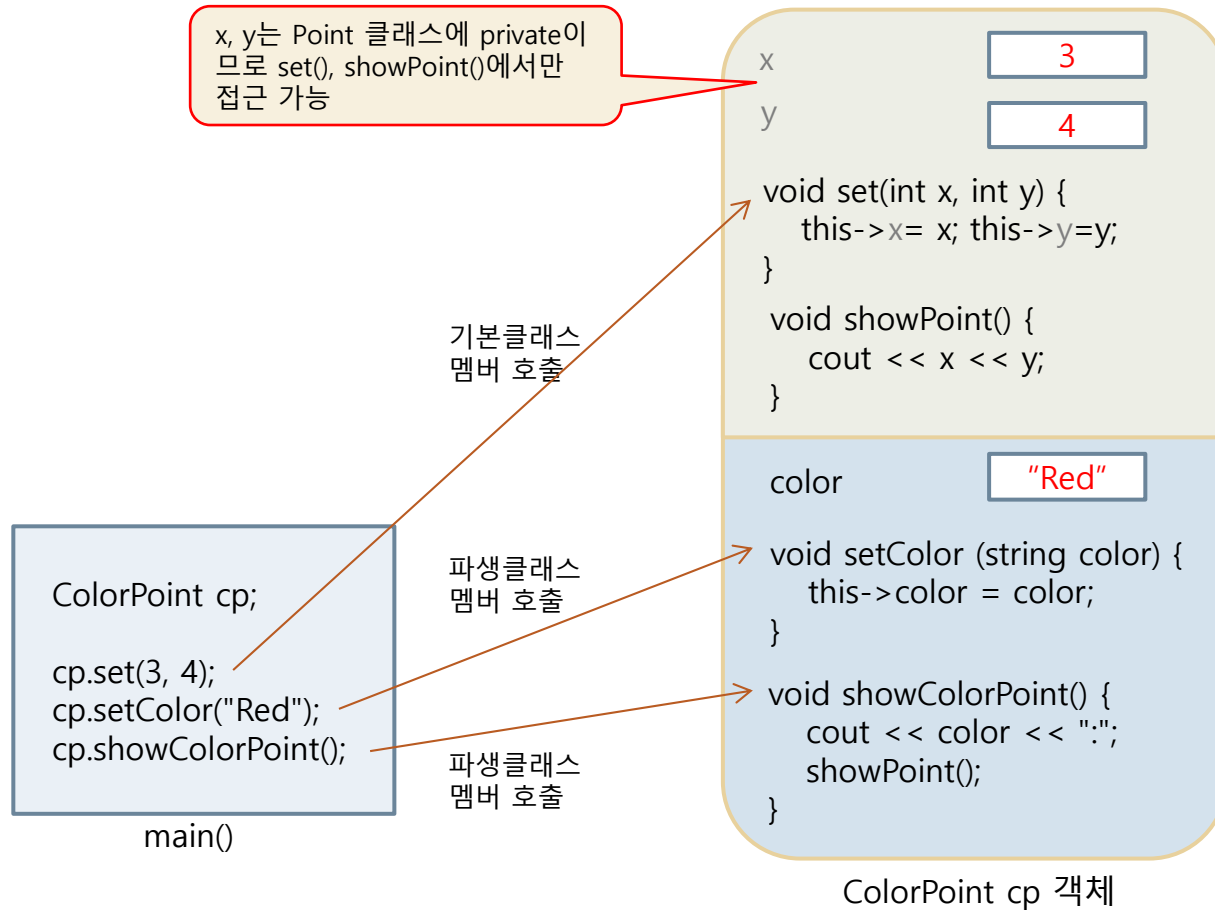 x, y는 Point 클래스에 private이
므로 set(), showPoint()에서만
접근 가능
x
3
y
4
void set(int x, int y) {
this->x= x; this->y=y;
}
void showPoint() {
cout << x << y;
}
기본클래스
멤버 호출
color
"Red"
void setColor (string color) {
this->color = color;
}
void showColorPoint() {
cout << color << ":";
showPoint();
}
파생클래스
멤버 호출
ColorPoint cp;
cp.set(3, 4);
cp.setColor("Red");
cp.showColorPoint();
파생클래스
멤버 호출
main()
ColorPoint cp 객체